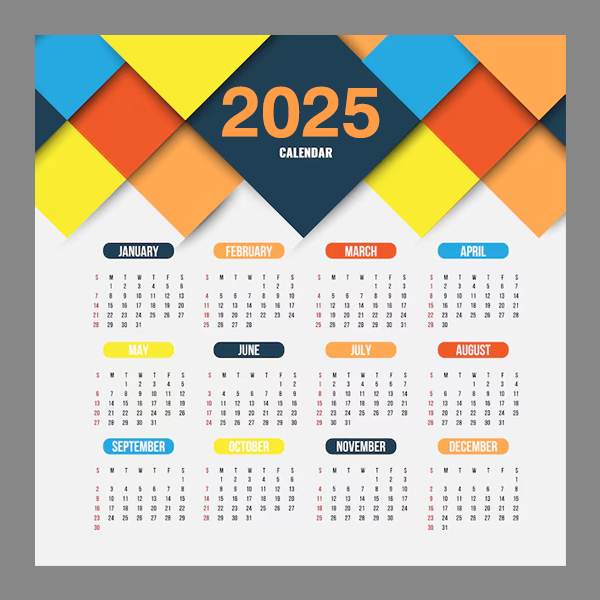 2025
CALENDAR
JANUARY
S M T W T F S
1 2 3 4 5 6
7 8 9 10 11 12 13
14 15 16 17 18 19 20
21 22 23 24 25 26 27
28 29 30 31
FEBRUARY
S M T W T F S
1 2 3
4 5 6 7 8 9 10
11 12 13 14 15 16 17
18 19 20 21 22 23 24
25 26 27 28
MARCH
S M T W T F S
1 2 3
4 5 6 7 8 9 10
11 12 13 14 15 16 17
18 19 20 21 22 23 24
25 26 27 28 29 30 31
APRIL
S M T W T F S
1 2 3 4 5 6 7
8 9 10 11 12 13 14
15 16 17 18 19 20 21
22 23 24 25 26 27 28
29 30
MAY
S M T W T F S
1 2 3 4 5
6 7 8 9 10 11 12
13 14 15 16 17 18 19
20 21 22 23 24 25 26
27 28 29 30 31
JUNE
S M T W T F S
1 2
3 4 5 6 7 8 9
10 11 12 13 14 15 16
17 18 19 20 21 22 23
24 25 26 27 28 29 30
JULY
S M T W T F S
1 2 3 4 5 6 7
8 9 10 11 12 13 14
15 16 17 18 19 20 21
22 23 24 25 26 27 28
29 30 31
AUGUST
S M T W T F S
1 2 3 4
5 6 7 8 9 10 11
12 13 14 15 16 17 18
19 20 21 22 23 24 25
26 27 28 29 30 31
SEPTEMBER
S M T W T F S
1
2 3 4 5 6 7 8
9 10 11 12 13 14 15
16 17 18 19 20 21 22
23 24 25 26 27 28 29
30
OCTOBER
S M T W T F S
1 2 3 4 5 6
7 8 9 10 11 12 13
14 15 16 17 18 19 20
21 22 23 24 25 26 27
28 29 30 31
NOVEMBER
S M T W T F S
1 2 3
4 5 6 7 8 9 10
11 12 13 14 15 16 17
18 19 20 21 22 23 24
25 26 27 28 29 30
DECEMBER
S M T W T F S
1
2 3 4 5 6 7 8
9 10 11 12 13 14 15
16 17 18 19 20 21 22
23 24 25 26 27 28 29
30 31